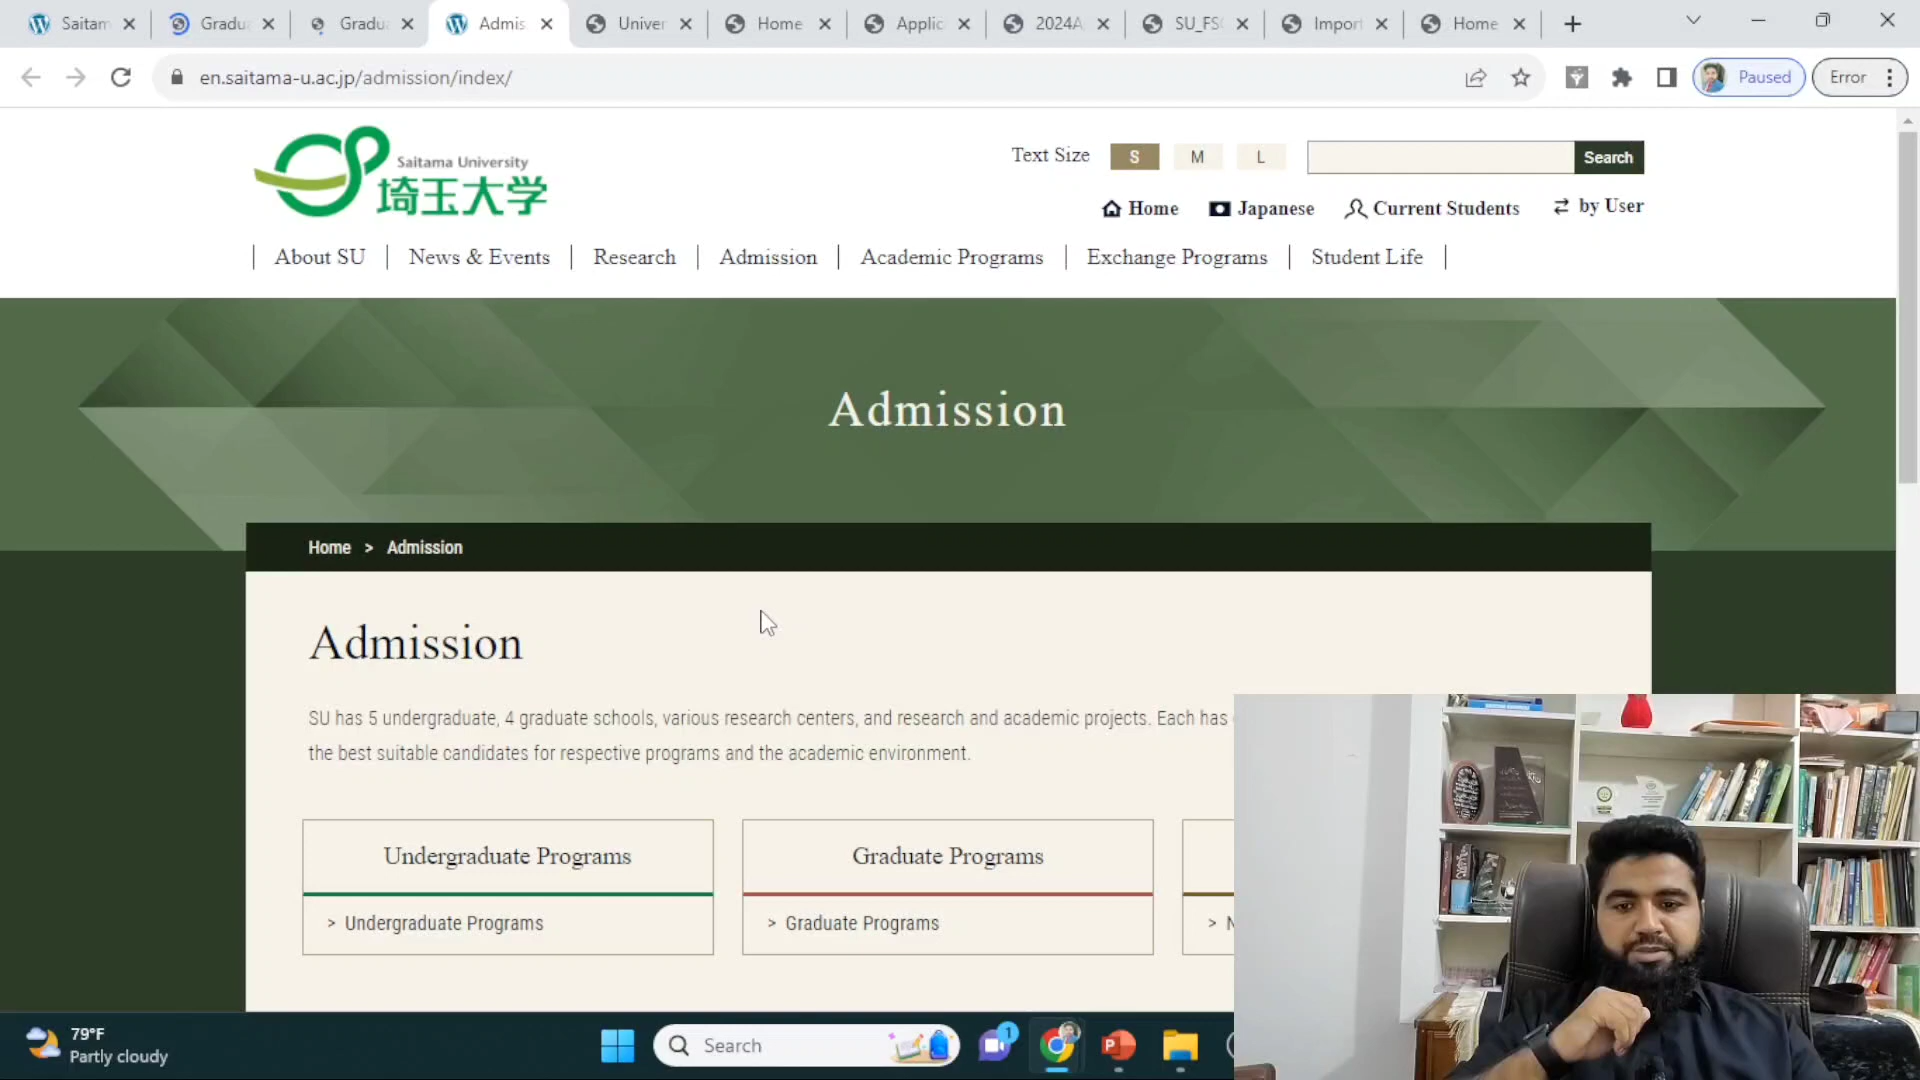 Saitam
Gradu
Gradu
Admis
Univer
Home
Applic
2024A
SU_FS
Impor
Home
en.saitama-u.ac.jp/admission/index/
Paused
Error
Saitama University
埼玉大学
Text Size S M L
Search
Home Japanese Current Students by User
About SU News & Events Research Admission Academic Programs Exchange Programs Student Life
Admission
Home > Admission
Admission
SU has 5 undergraduate, 4 graduate schools, various research centers, and research and academic projects. Each has
the best suitable candidates for respective programs and the academic environment.
Undergraduate Programs
Graduate Programs
> Undergraduate Programs
> Graduate Programs
>
79°F
Partly cloudy
Search
1